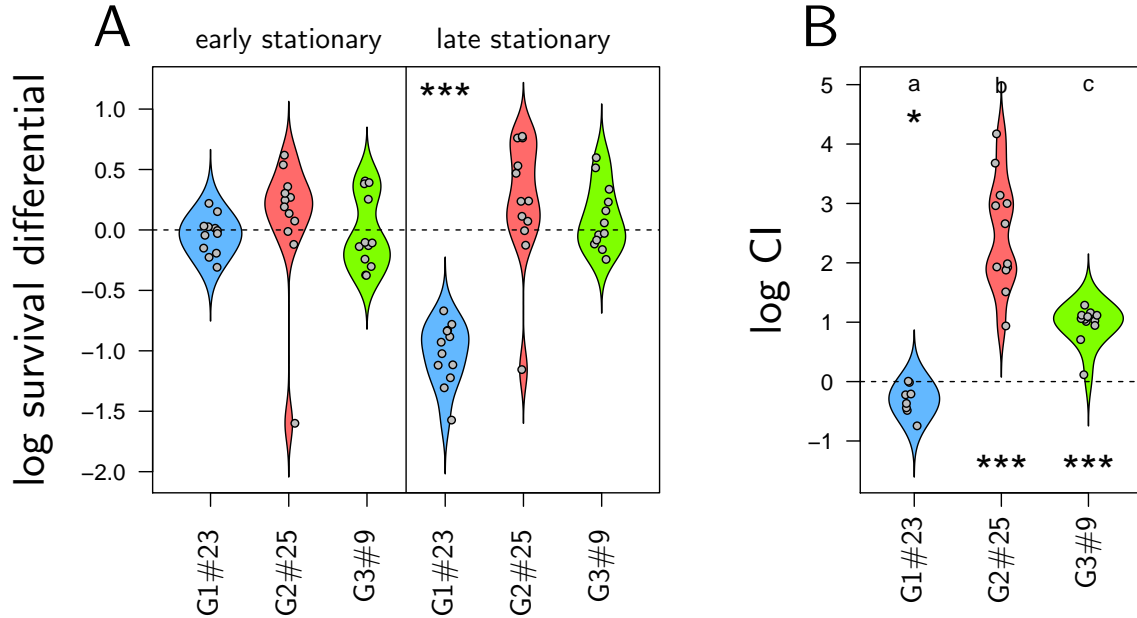 A
early stationary
late stationary
log survival differential
1.0
0.5
0.0
−0.5
−1.0
−1.5
−2.0
***
G1#23
G2#25
G3#9
G1#23
G2#25
G3#9
B
log CI
5
4
3
2
1
0
−1
a
b
c
*
***
***
G1#23
G2#25
G3#9